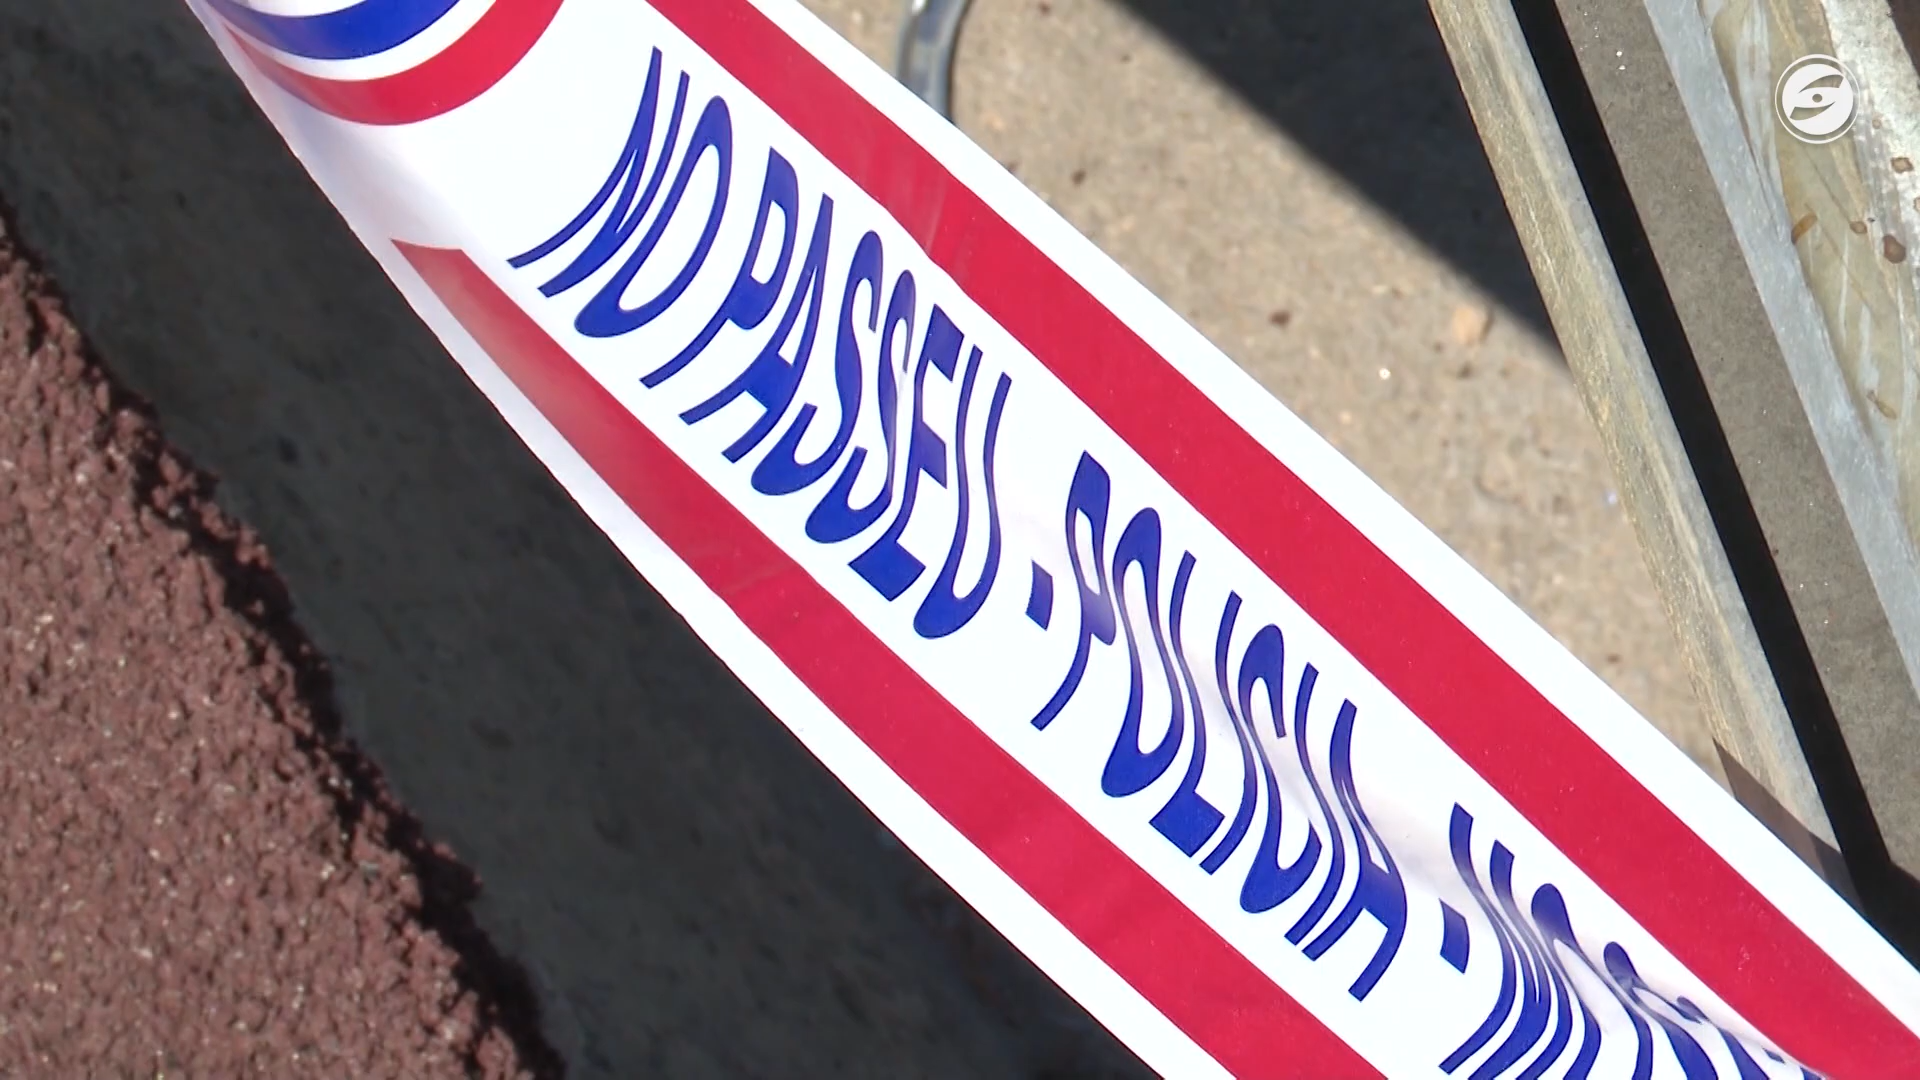 NO PASSEU - POLICIA -